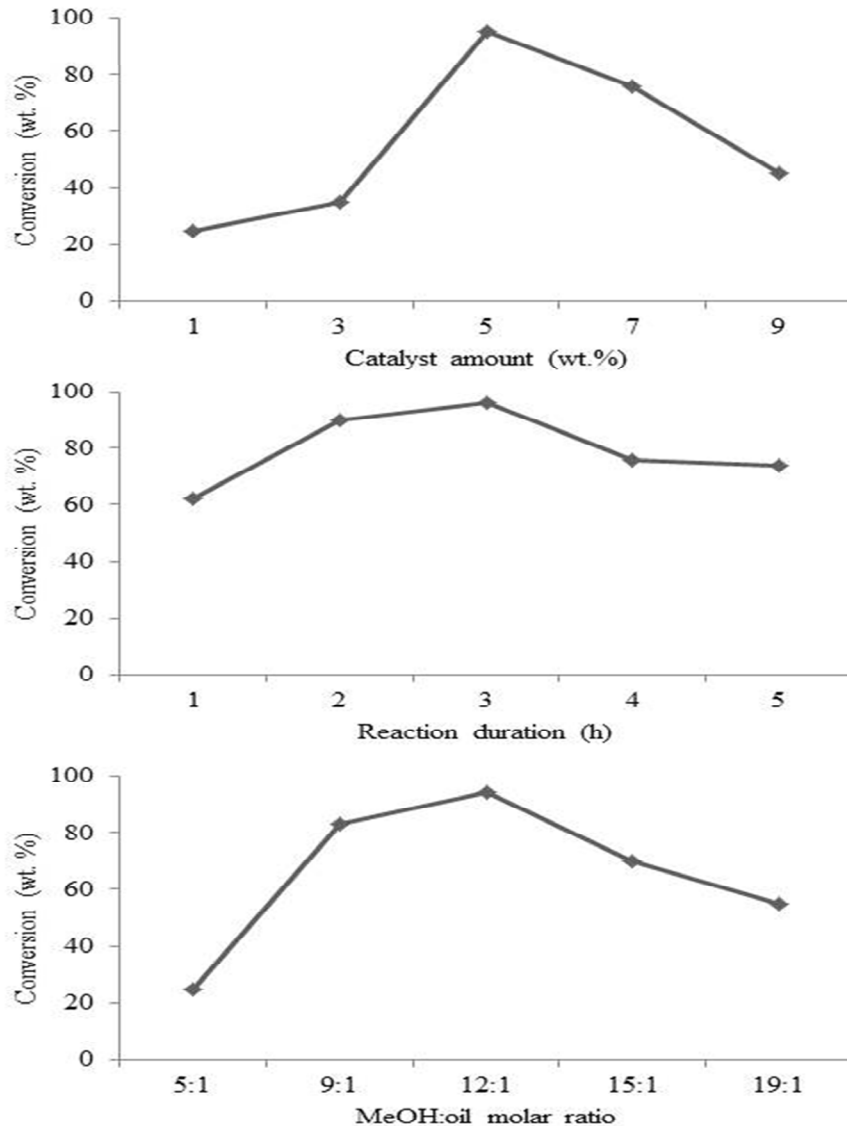 100
80
60
40
20
0
Conversion (wt. %)
1 3 5 7 9
Catalyst amount (wt.%)
100
80
60
40
20
0
Conversion (wt. %)
1 2 3 4 5
Reaction duration (h)
100
80
60
40
20
0
Conversion (wt. %)
5:1 9:1 12:1 15:1 19:1
MeOH:oil molar ratio